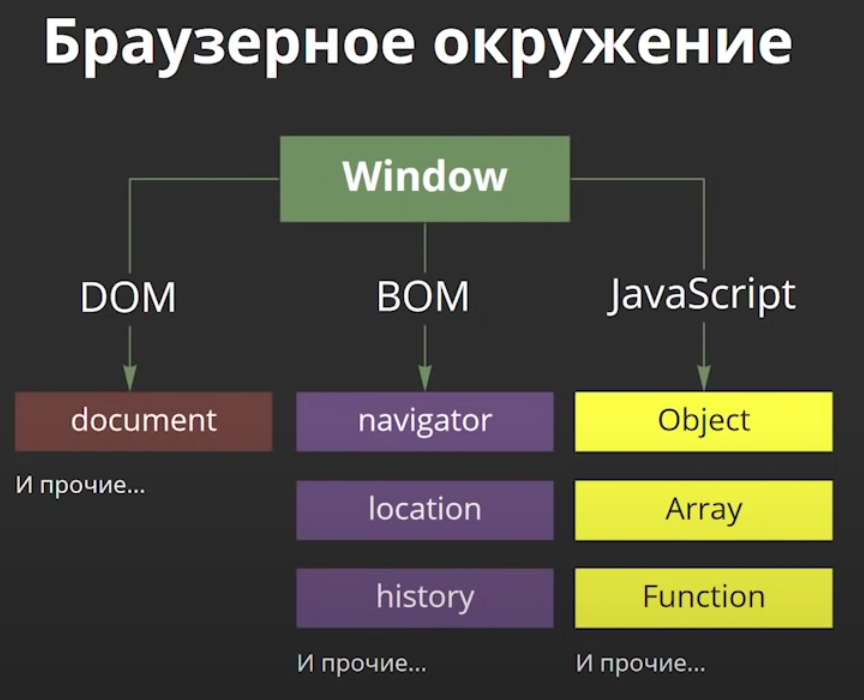 Браузерное окружение
Window
DOM
BOM
JavaScript
document
navigator
Object
И прочие...
location
Array
history
Function
И прочие...
И прочие...